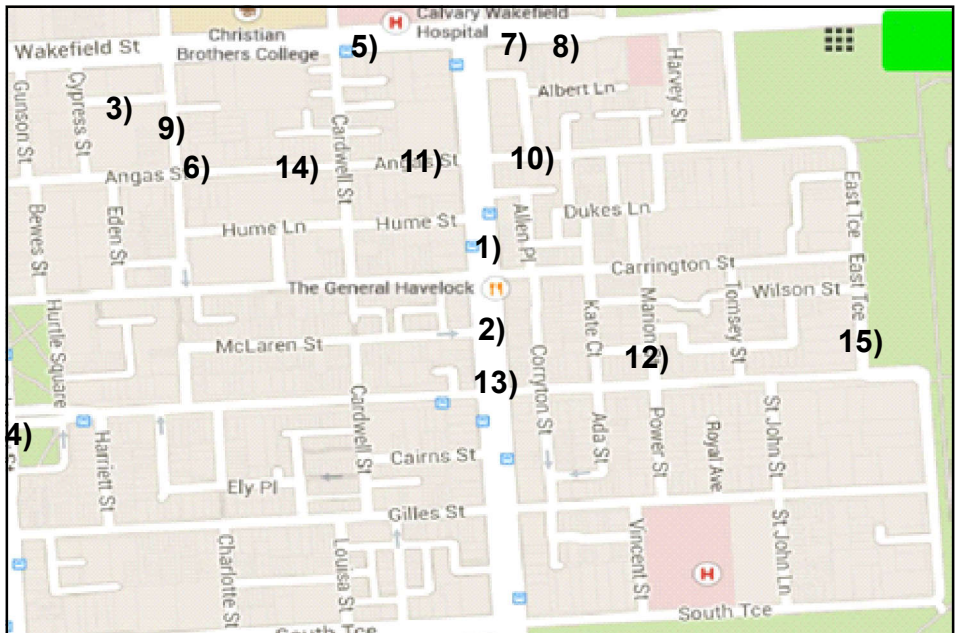 Calvary Wakefield
Hospital
H
Christian
Brothers College
Wakefield St
5)
7)
8)
Gunson St
Cypress St
3)
9)
Albert Ln
Harvey St
Cardwell St
Angas St
6)
14)
Angas St
11)
10)
East Tce
Bewes St
Eden St
Hume Ln
Hume St
Allen Pl
Dukes Ln
1)
Carrington St
East Tce
The General Havelock
Wilson St
Hurtle Square
Kate Ct
Marion
Tomsey St
McLaren St
2)
Corryton St
12)
15)
13)
Cardwell St
4)
Harriett St
Ada St
Power St
Royal Ave
St John St
Cairns St
Ely Pl
Gilles St
Charlotte St
Louisa St
Vincent St
St John Ln
H
South Tce
South Tce